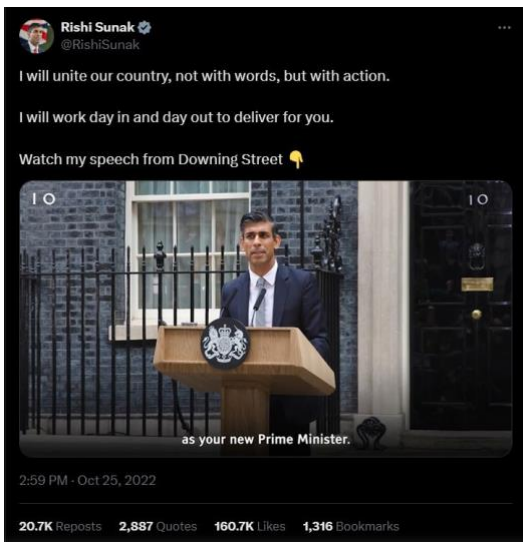 Rishi Sunak
@RishiSunak
I will unite our country, not with words, but with action.
I will work day in and day out to deliver for you.
Watch my speech from Downing Street 👇
10
10
as your new Prime Minister.
2:59 PM · Oct 25, 2022
20.7K Reposts 2,887 Quotes 160.7K Likes 1,316 Bookmarks